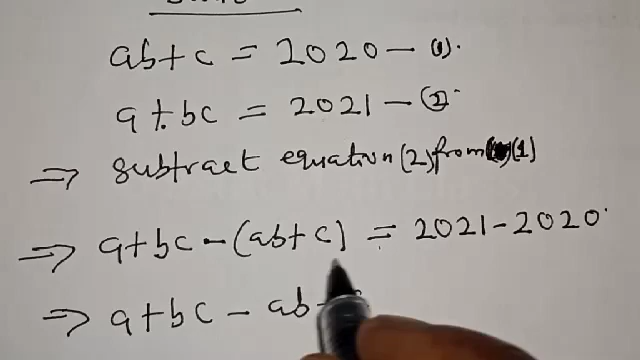 ab+c = 2020 — (1).
a+bc = 2021 — (2)
⇒ subtract equation (2) from (1)
⇒ a+bc - (ab+c) = 2021-2020
⇒ a+bc - ab